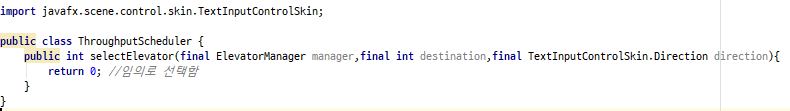 import javafx.scene.control.skin.TextInputControlSkin;
public class ThroughputScheduler {
public int selectElevator(final ElevatorManager manager,final int destination,final TextInputControlSkin.Direction direction){
return 0; //임의로 선택함
}
}